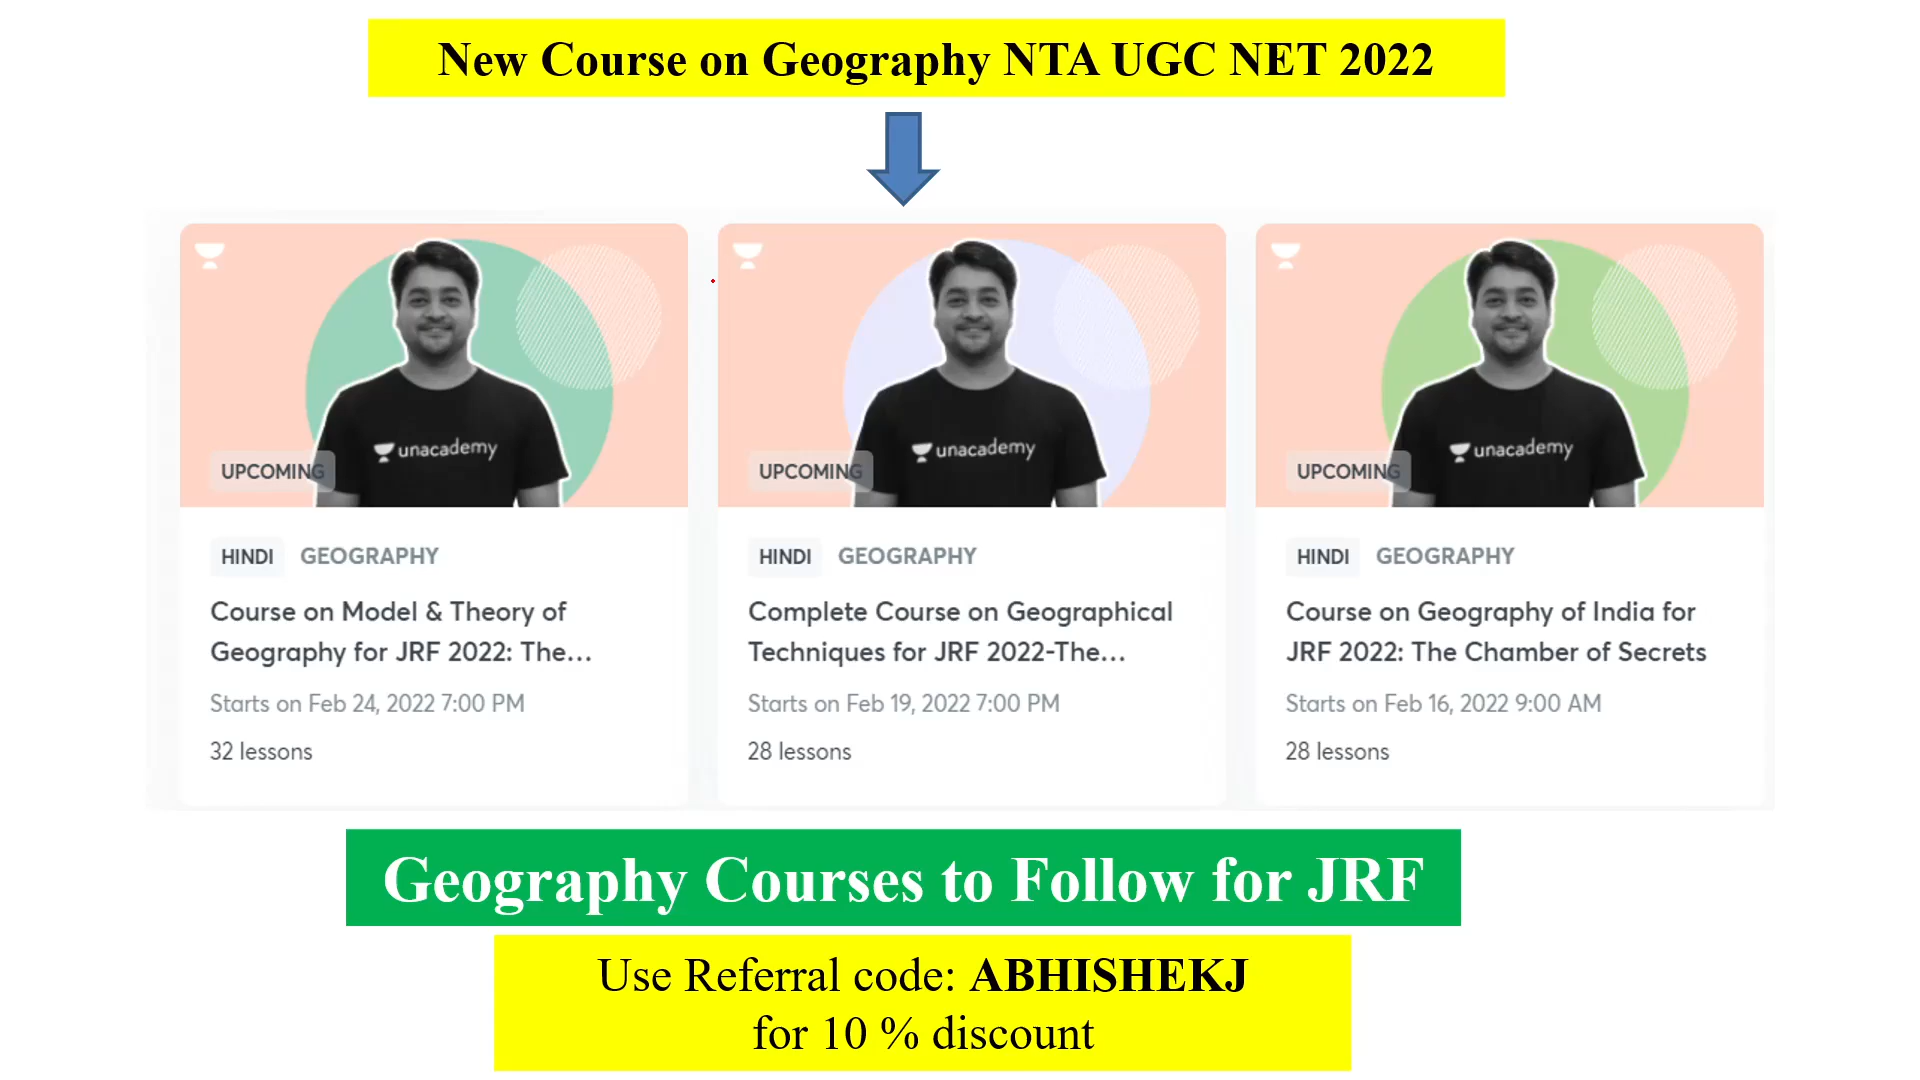 New Course on Geography NTA UGC NET 2022
unacademy
UPCOMING
HINDI GEOGRAPHY
Course on Model & Theory of
Geography for JRF 2022: The...
Starts on Feb 24, 2022 7:00 PM
32 lessons
unacademy
UPCOMING
HINDI GEOGRAPHY
Complete Course on Geographical
Techniques for JRF 2022-The...
Starts on Feb 19, 2022 7:00 PM
28 lessons
unacademy
UPCOMING
HINDI GEOGRAPHY
Course on Geography of India for
JRF 2022: The Chamber of Secrets
Starts on Feb 16, 2022 9:00 AM
28 lessons
Geography Courses to Follow for JRF
Use Referral code: ABHISHEKJ
for 10 % discount